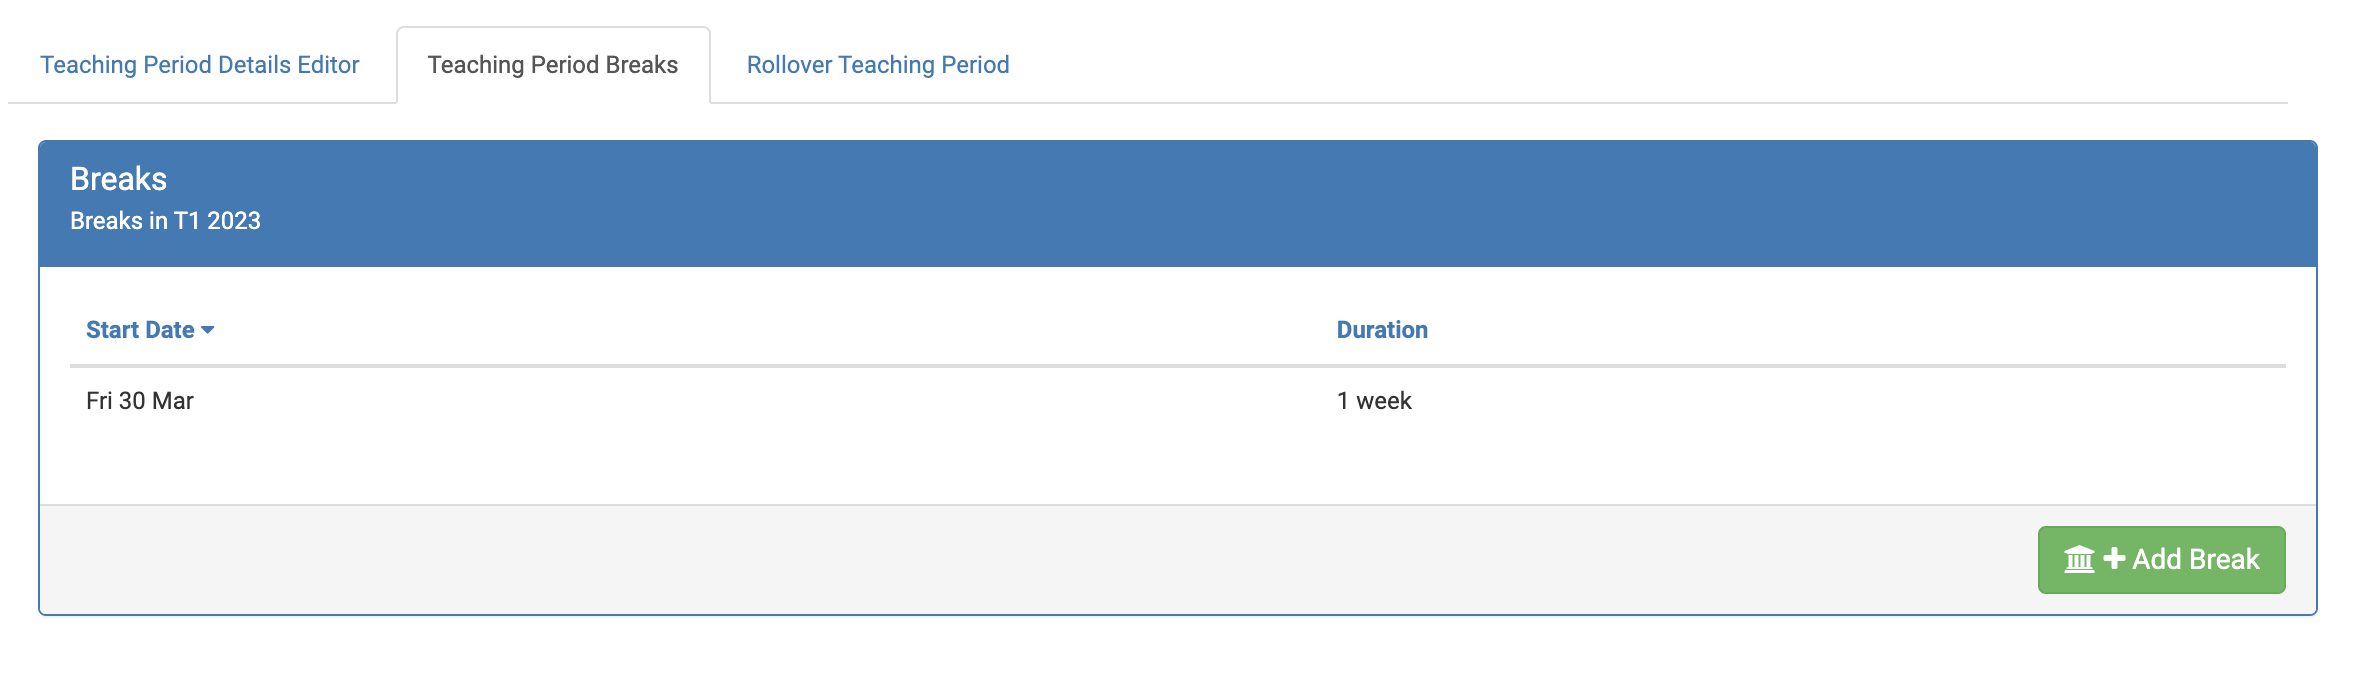 Teaching Period Details Editor Teaching Period Breaks Rollover Teaching Period
Breaks
Breaks in T1 2023
Start Date Duration
Fri 30 Mar 1 week
Add Break